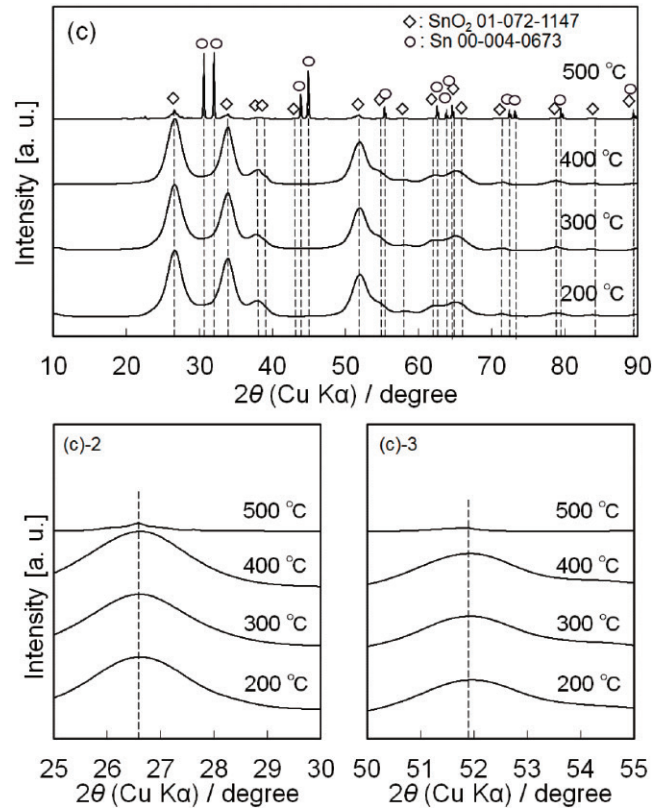 (c)
◇: SnO₂ 01-072-1147
○: Sn 00-004-0673
500 °C
400 °C
300 °C
200 °C
Intensity [a. u.]
10 20 30 40 50 60 70 80 90
2θ (Cu Kα) / degree
(c)-2
500 °C
400 °C
300 °C
200 °C
Intensity [a. u.]
25 26 27 28 29 30
2θ (Cu Kα) / degree
(c)-3
500 °C
400 °C
300 °C
200 °C
50 51 52 53 54 55
2θ (Cu Kα) / degree